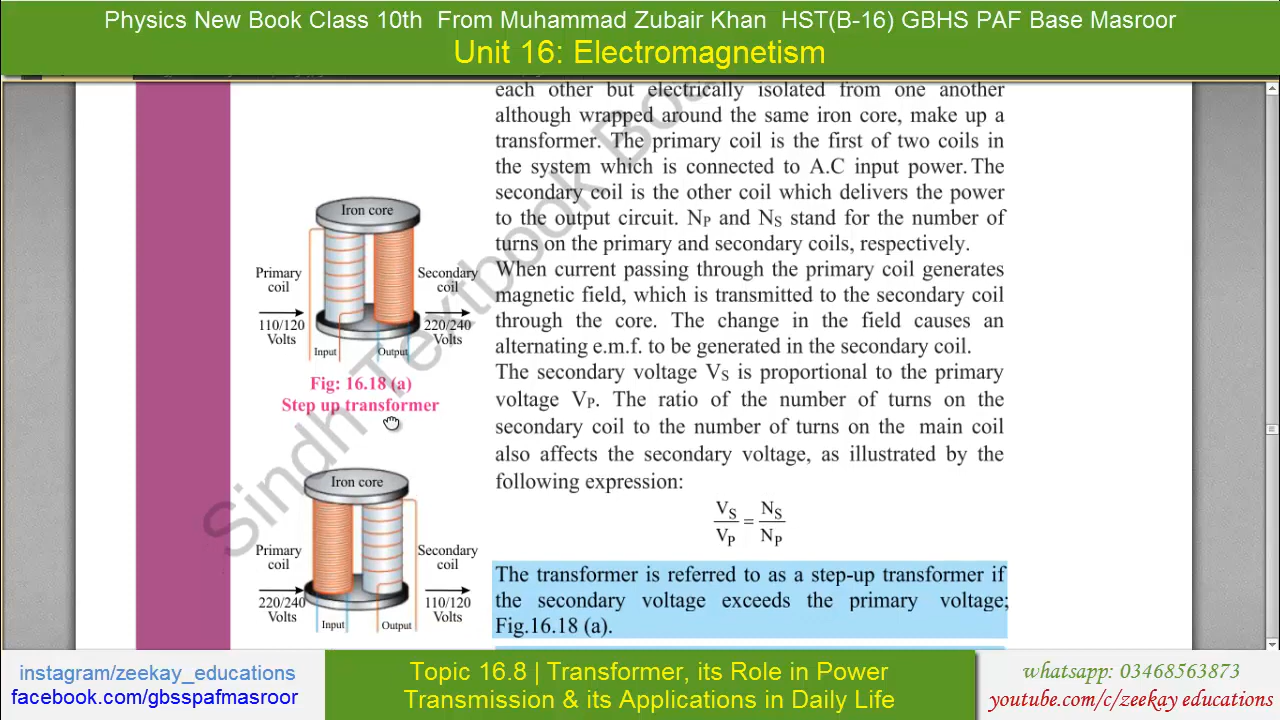 Physics New Book Class 10th From Muhammad Zubair Khan HST(B-16) GBHS PAF Base Masroor
Unit 16: Electromagnetism
each other but electrically isolated from one another
although wrapped around the same iron core, make up a
transformer. The primary coil is the first of two coils in
the system which is connected to A.C input power. The
secondary coil is the other coil which delivers the power
to the output circuit. NP and NS stand for the number of
turns on the primary and secondary coils, respectively.
When current passing through the primary coil generates
magnetic field, which is transmitted to the secondary coil
through the core. The change in the field causes an
alternating e.m.f. to be generated in the secondary coil.
The secondary voltage VS is proportional to the primary
voltage VP. The ratio of the number of turns on the
secondary coil to the number of turns on the main coil
also affects the secondary voltage, as illustrated by the
following expression:
VS/VP = NS/NP
The transformer is referred to as a step-up transformer if
the secondary voltage exceeds the primary voltage;
Fig.16.18 (a).
Iron core
Primary
coil
Secondary
coil
110/120
Volts
220/240
Volts
Input
Output
Fig: 16.18 (a)
Step up transformer
Iron core
Primary
coil
Secondary
coil
220/240
Volts
110/120
Volts
Input
Output
Sindh Textbook Boa
instagram/zeekay_educations
facebook.com/gbsspafmasroor
Topic 16.8 | Transformer, its Role in Power
Transmission & its Applications in Daily Life
whatsapp: 03468563873
youtube.com/c/zeekay educations